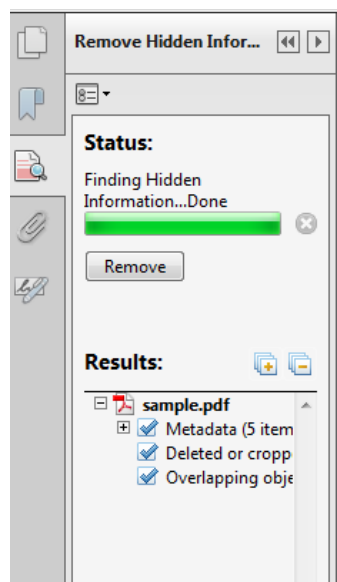 Remove Hidden Infor...
Status:
Finding Hidden
Information...Done
Remove
Results:
sample.pdf
Metadata (5 item
Deleted or cropp
Overlapping obje